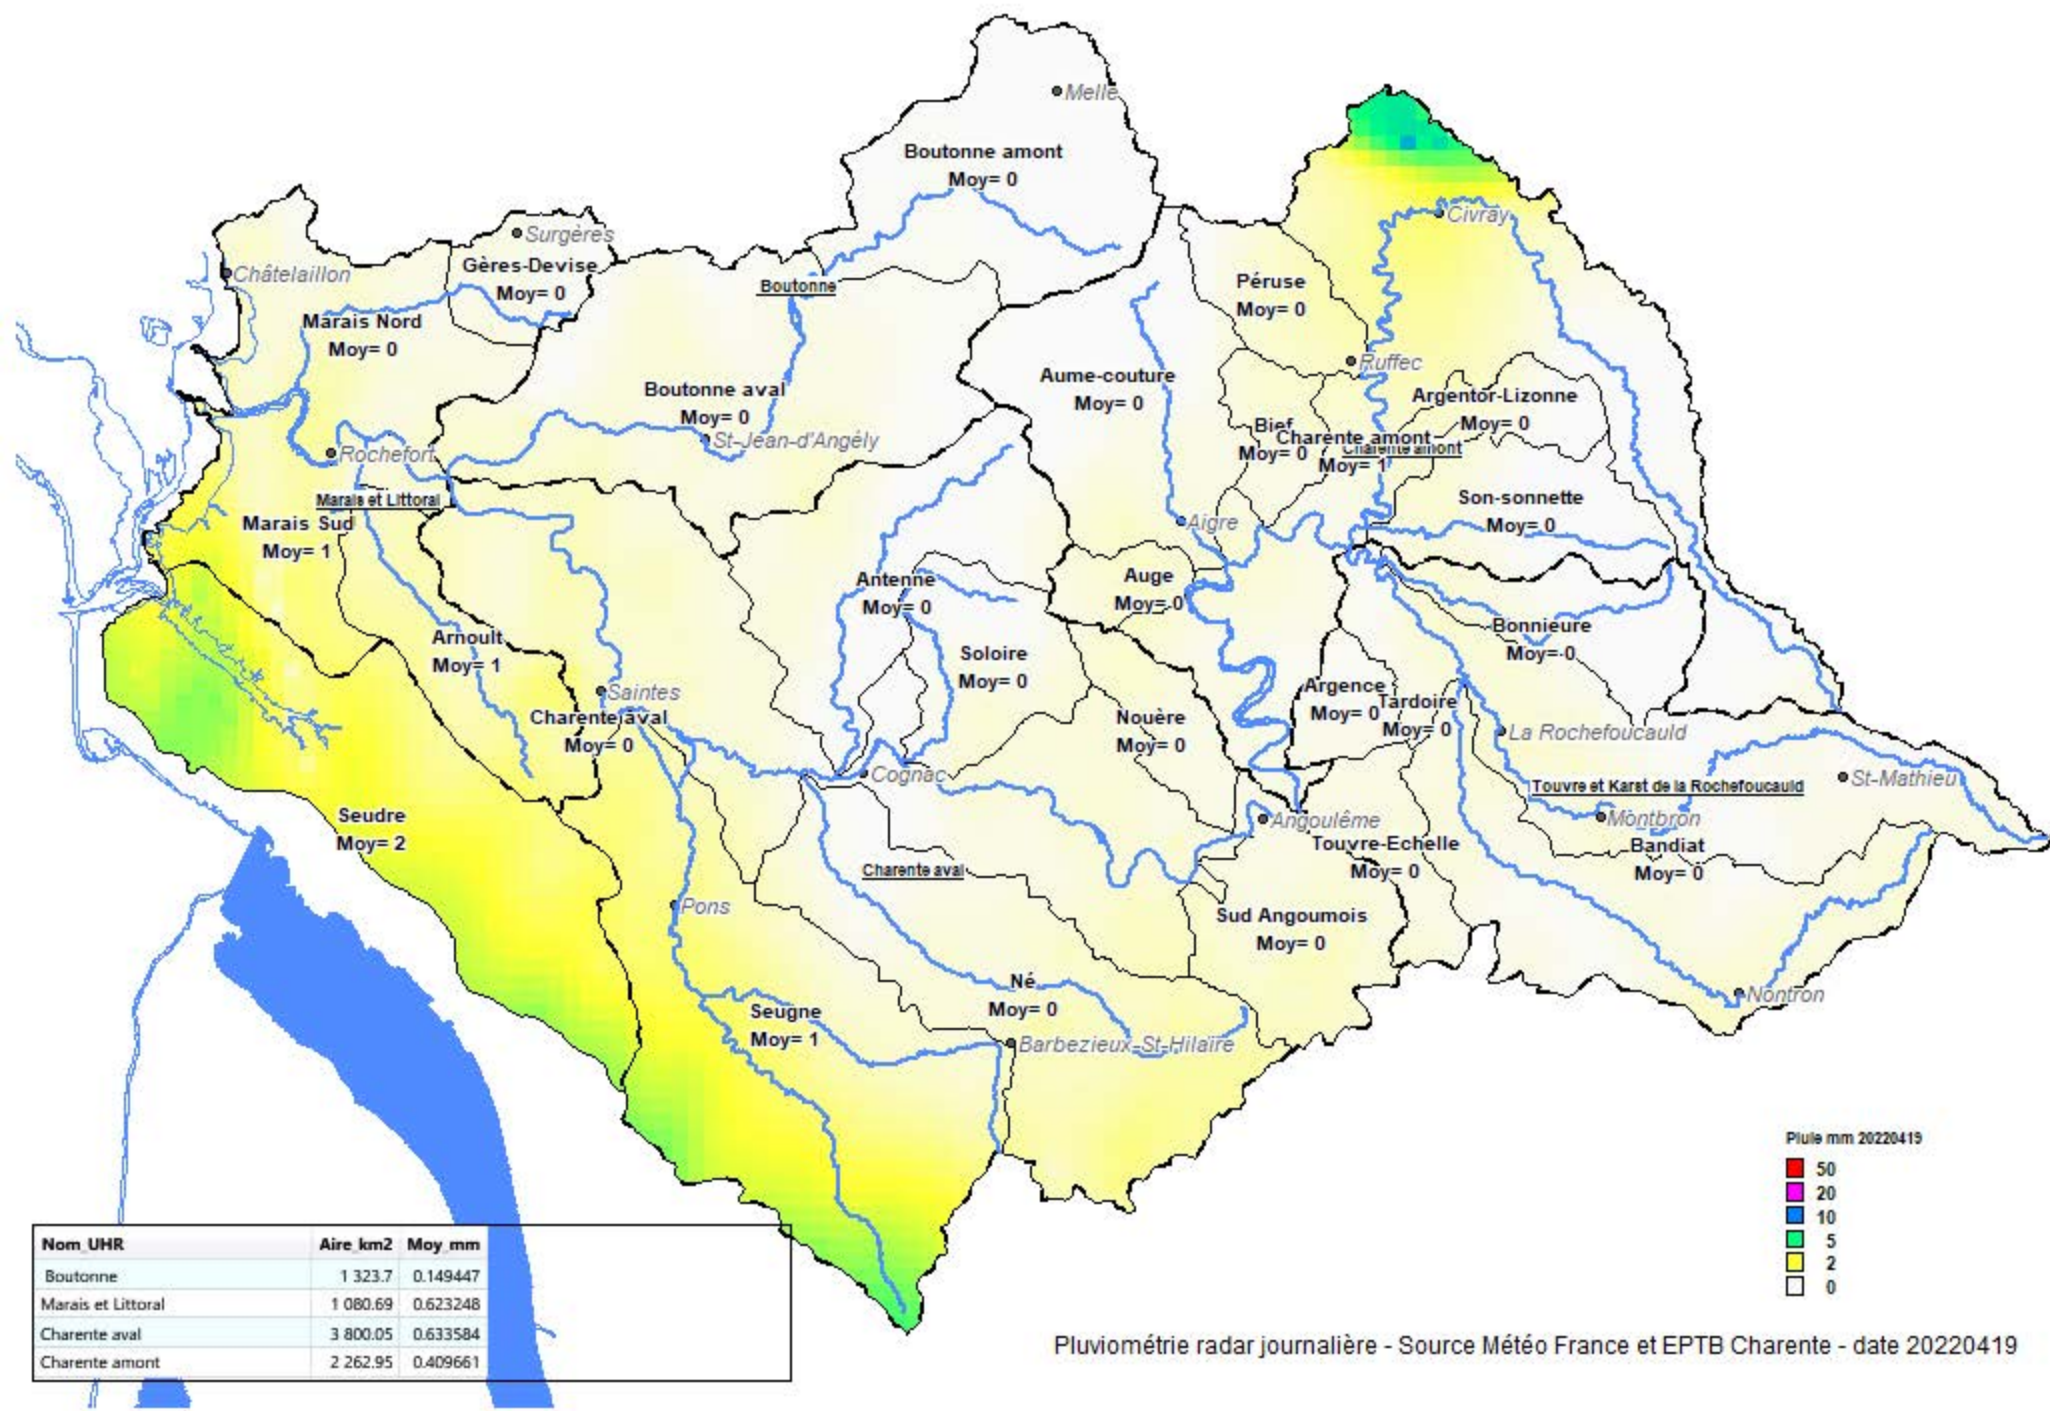 Melle
Boutonne amont
Moy= 0
Civray
Surgères
Châtelaillon
Gères-Devise
Moy= 0
Boutonne
Péruse
Moy= 0
Marais Nord
Moy= 0
Ruffec
Aume-couture
Moy= 0
Boutonne aval
Moy= 0
Argentor-Lizonne
Moy= 0
St-Jean-d'Angély
Bief
Moy= 0
Charente amont
Moy= 1
Charente amont
Rochefort
Marais et Littoral
Son-sonnette
Moy= 0
Marais Sud
Moy= 1
Aigre
Antenne
Moy= 0
Auge
Moy= 0
Bonnieure
Moy= 0
Arnoult
Moy= 1
Soloire
Moy= 0
Saintes
Argence
Moy= 0
Tardoire
Moy= 0
Charente aval
Moy= 0
Nouère
Moy= 0
La Rochefoucauld
Cognac
St-Mathieu
Touvre et Karst de la Rochefoucauld
Seudre
Moy= 2
Angoulême
Montbron
Touvre-Echelle
Moy= 0
Bandiat
Moy= 0
Charente aval
Pons
Sud Angoumois
Moy= 0
Né
Moy= 0
Nontron
Seugne
Moy= 1
Barbezieux-St-Hilaire
Pluie mm 20220419
50
20
10
5
2
0
Nom_UHR Aire_km2 Moy_mm
Boutonne 1 323.7 0.149447
Marais et Littoral 1 080.69 0.623248
Charente aval 3 800.05 0.633584
Charente amont 2 262.95 0.409661
Pluviométrie radar journalière - Source Météo France et EPTB Charente - date 20220419